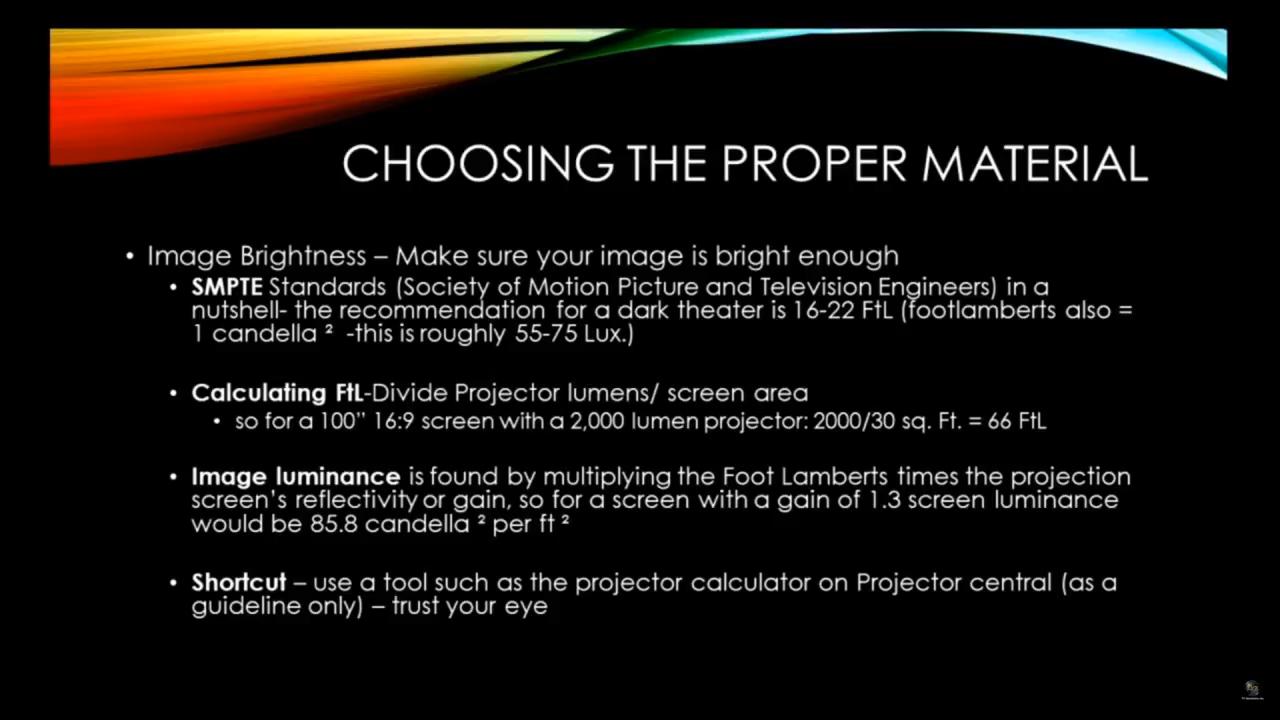 CHOOSING THE PROPER MATERIAL
• Image Brightness – Make sure your image is bright enough
• SMPTE Standards (Society of Motion Picture and Television Engineers) in a
nutshell- the recommendation for a dark theater is 16-22 FtL (footlamberts also =
1 candella ² -this is roughly 55-75 Lux.)
• Calculating FtL-Divide Projector lumens/ screen area
• so for a 100” 16:9 screen with a 2,000 lumen projector: 2000/30 sq. Ft. = 66 FtL
• Image luminance is found by multiplying the Foot Lamberts times the projection
screen’s reflectivity or gain, so for a screen with a gain of 1.3 screen luminance
would be 85.8 candella ² per ft ²
• Shortcut – use a tool such as the projector calculator on Projector central (as a
guideline only) – trust your eye